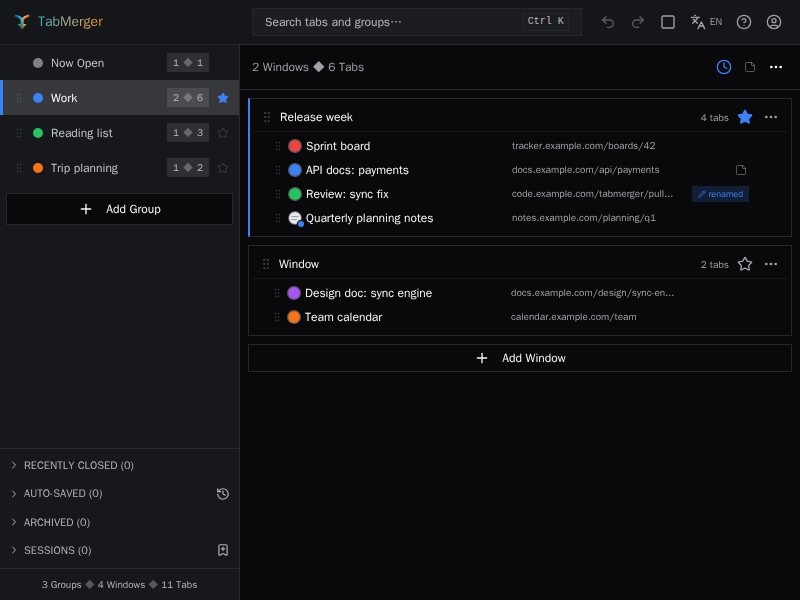 TabMerger
Search tabs and groups···
Ctrl K
EN
Now Open
1 ◆ 1
Work
2 ◆ 6
Reading list
1 ◆ 3
Trip planning
1 ◆ 2
Add Group
RECENTLY CLOSED (0)
AUTO-SAVED (0)
ARCHIVED (0)
SESSIONS (0)
3 Groups ◆ 4 Windows ◆ 11 Tabs
2 Windows ◆ 6 Tabs
Release week
4 tabs
Sprint board
tracker.example.com/boards/42
API docs: payments
docs.example.com/api/payments
Review: sync fix
code.example.com/tabmerger/pull...
renamed
Quarterly planning notes
notes.example.com/planning/q1
Window
2 tabs
Design doc: sync engine
docs.example.com/design/sync-en...
Team calendar
calendar.example.com/team
Add Window